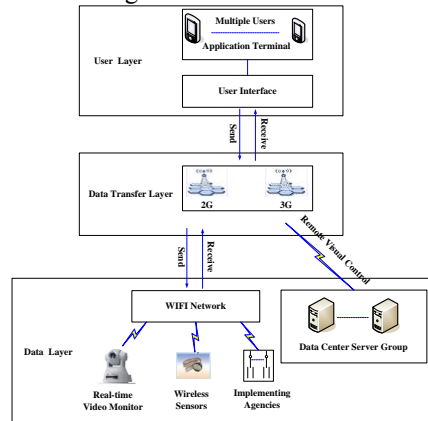 Multiple Users
Application Terminal
User Layer
User Interface
Send
Receive
Data Transfer Layer
2G
3G
Send
Receive
Remote Visual Control
WIFI Network
Data Layer
Data Center Server Group
Real-time
Video Monitor
Wireless
Sensors
Implementing
Agencies